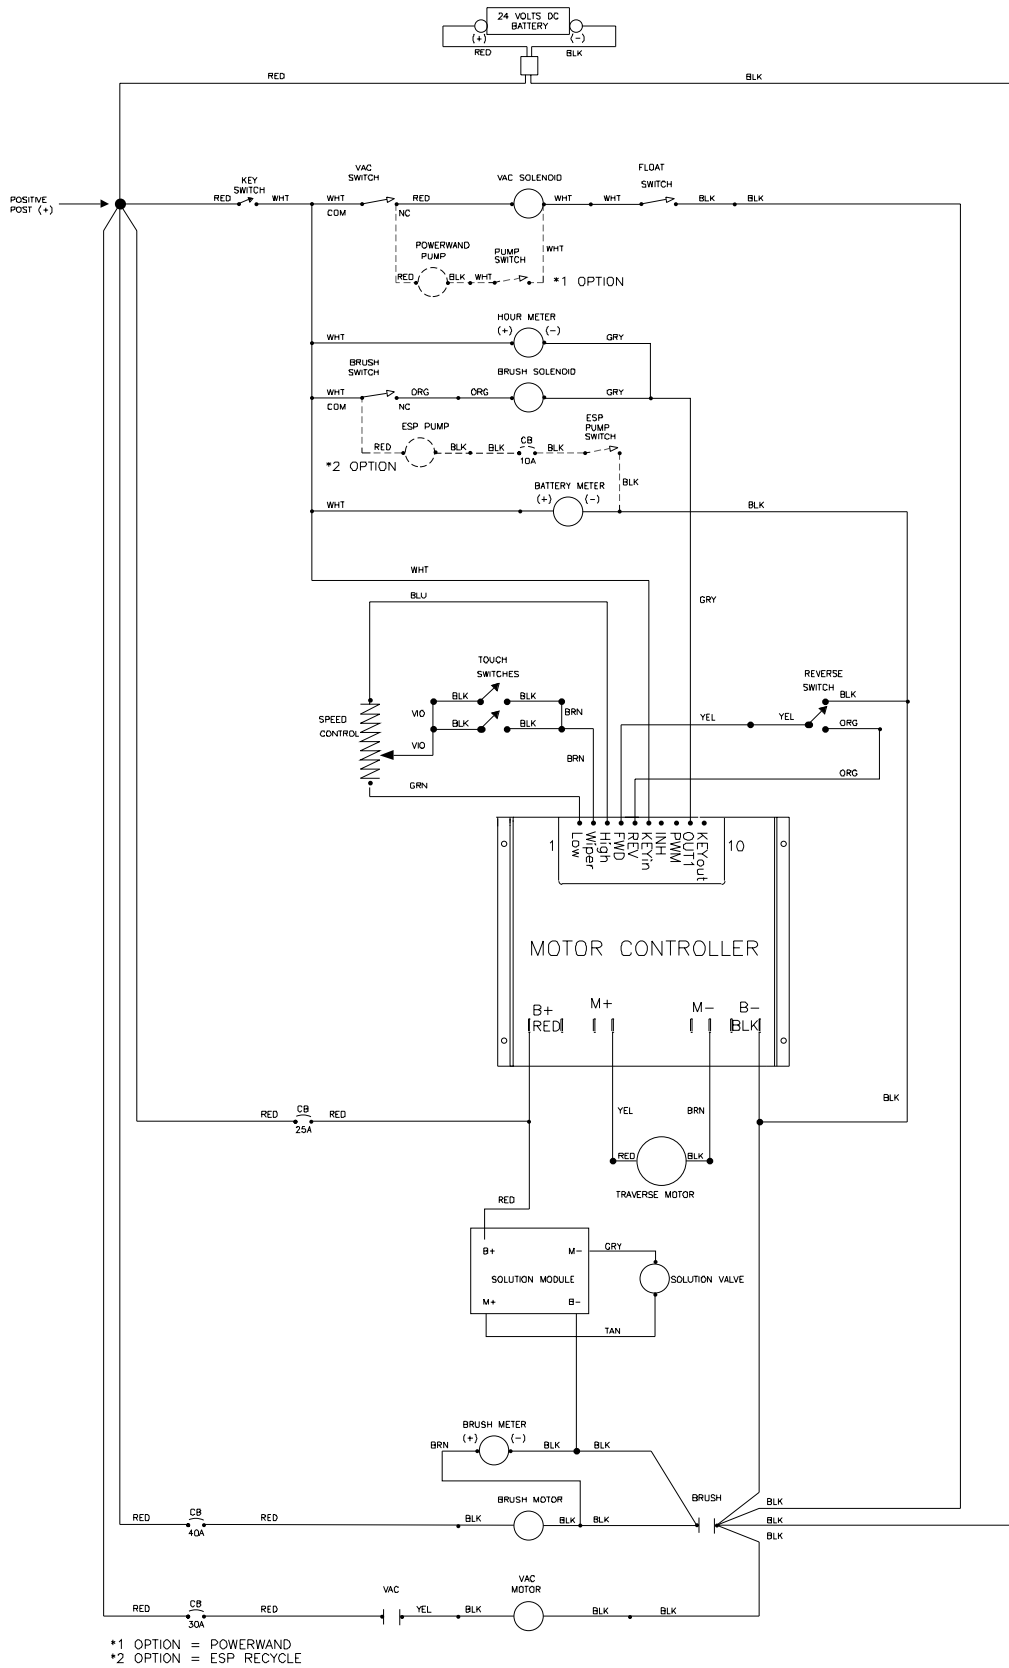 24 VOLTS DC
BATTERY
(+) (-)
RED BLK
RED BLK
POSITIVE
POST (+)
KEY
SWITCH
VAC
SWITCH
VAC SOLENOID
FLOAT
SWITCH
RED WHT WHT RED WHT WHT BLK BLK
COM NC
WHT
POWERWAND
PUMP
PUMP
SWITCH
RED BLK WHT *1 OPTION
HOUR METER
(+) (-)
WHT GRY
BRUSH
SWITCH
BRUSH SOLENOID
WHT ORG ORG GRY
COM NC
ESP PUMP
ESP
PUMP
SWITCH
CB
RED BLK BLK BLK
10A
*2 OPTION
BLK
BATTERY METER
(+) (-)
WHT BLK
WHT
BLU
GRY
TOUCH
SWITCHES
REVERSE
SWITCH
BLK BLK BLK
SPEED
CONTROL
VIO BRN
BLK BLK YEL YEL ORG
VIO BRN
ORG
GRN
1 10
Low
Wiper
High
FWD
REV
KEYin
INH
PWM
OUT1
KEYout
MOTOR CONTROLLER
B+ M+ M- B-
RED BLK
BLK
RED CB RED
25A
YEL BRN
RED BLK
TRAVERSE MOTOR
RED
B+ M-
GRY
SOLUTION MODULE SOLUTION VALVE
M+ B-
TAN
BRUSH METER
(+) (-)
BRN BLK BLK
BRUSH MOTOR BRUSH
BLK
RED CB RED BLK BLK BLK BLK
40A
BLK
VAC VAC
MOTOR
RED CB RED YEL BLK BLK BLK
30A
*1 OPTION = POWERWAND
*2 OPTION = ESP RECYCLE